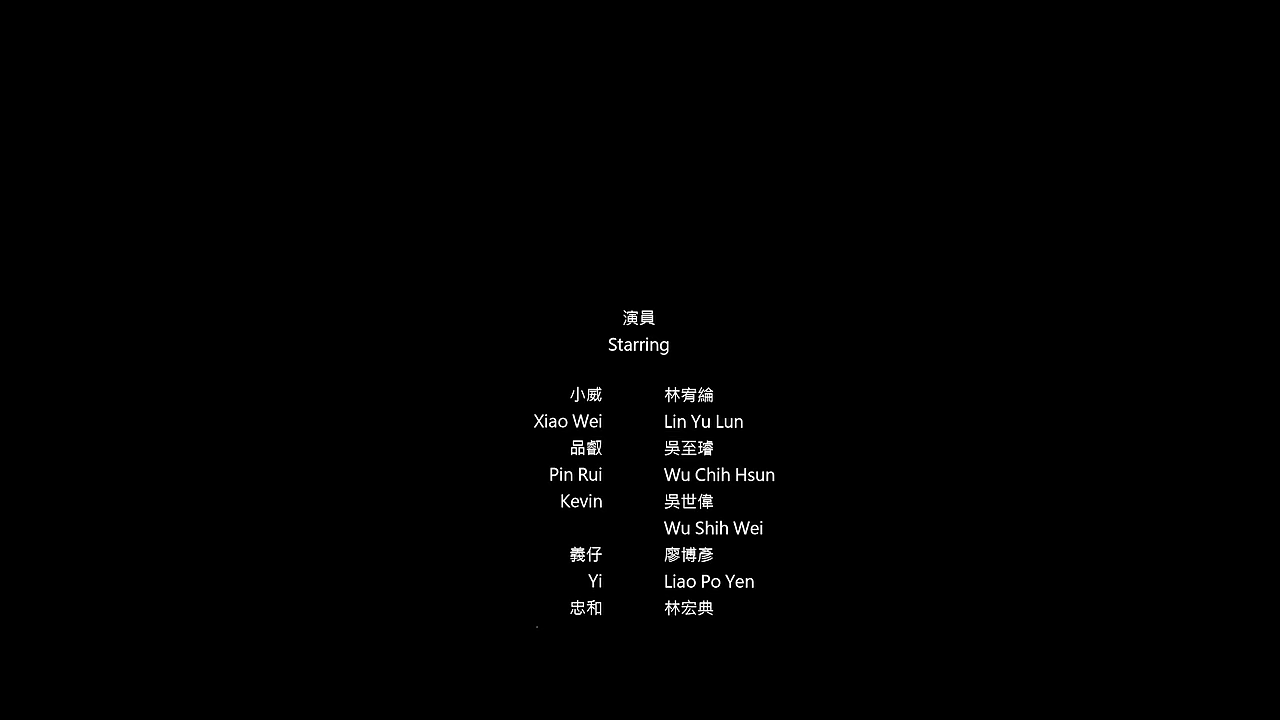 演員
Starring
小威 林宥綸
Xiao Wei Lin Yu Lun
品叡 吳至璿
Pin Rui Wu Chih Hsun
Kevin 吳世偉
Wu Shih Wei
義仔 廖博彥
Yi Liao Po Yen
忠和 林宏典